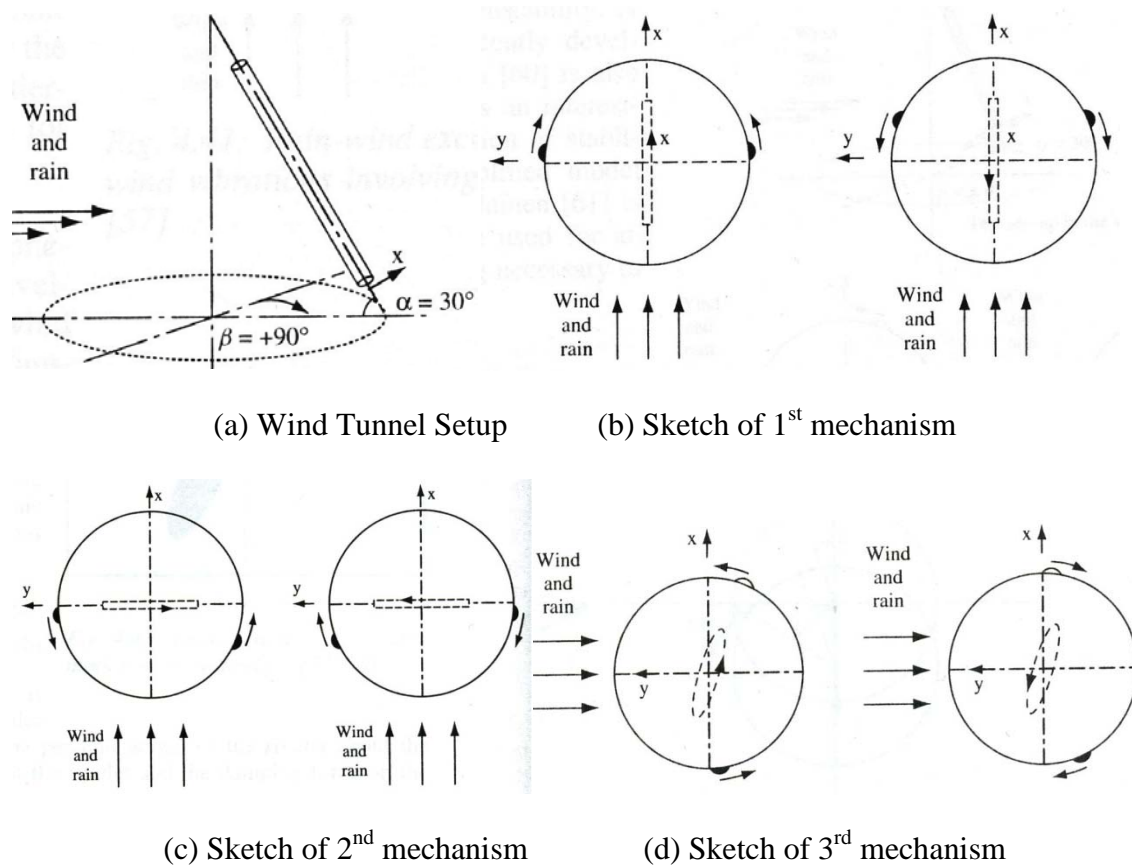 Wind
and
rain
x
α = 30°
β = +90°
x
y
x
Wind
and
rain
x
y
x
Wind
and
rain
(a) Wind Tunnel Setup
(b) Sketch of 1st mechanism
x
y
Wind
and
rain
x
y
Wind
and
rain
Wind
and
rain
x
y
Wind
and
rain
x
y
(c) Sketch of 2nd mechanism
(d) Sketch of 3rd mechanism